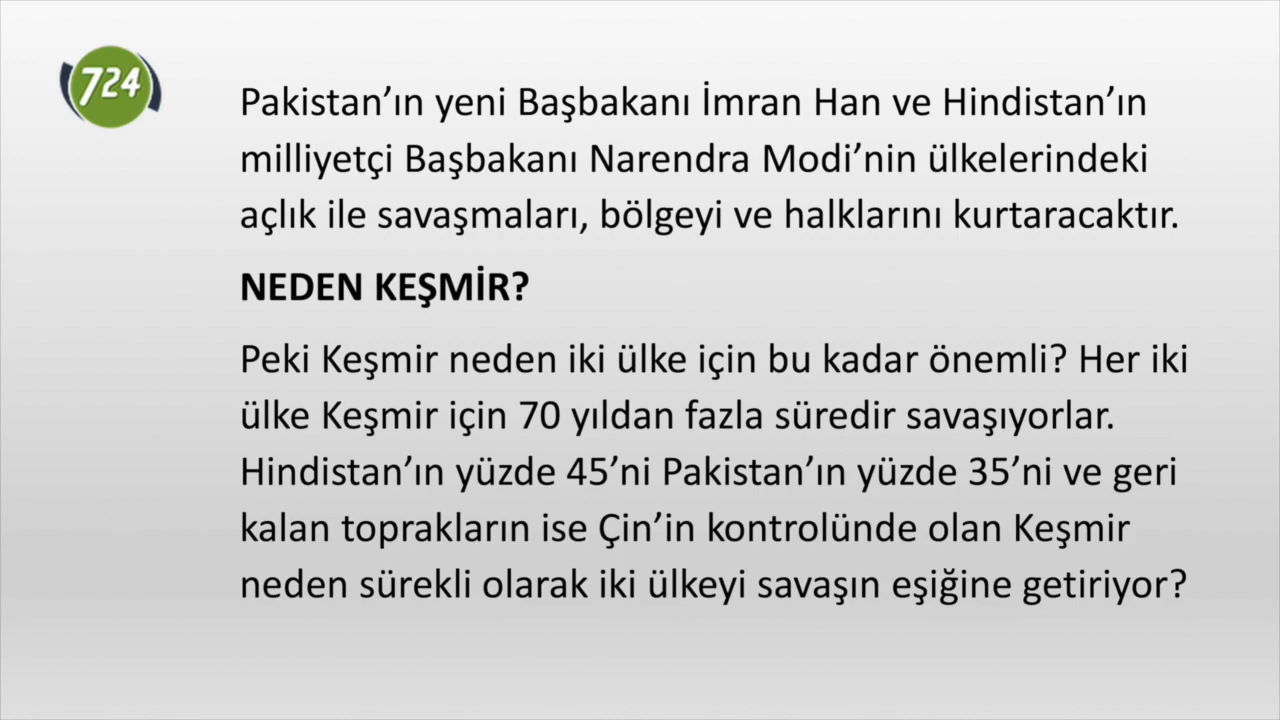 724
Pakistan’ın yeni Başbakanı İmran Han ve Hindistan’ın
milliyetçi Başbakanı Narendra Modi’nin ülkelerindeki
açlık ile savaşmaları, bölgeyi ve halklarını kurtaracaktır.
NEDEN KEŞMİR?
Peki Keşmir neden iki ülke için bu kadar önemli? Her iki
ülke Keşmir için 70 yıldan fazla süredir savaşıyorlar.
Hindistan’ın yüzde 45’ni Pakistan’ın yüzde 35’ni ve geri
kalan toprakların ise Çin’in kontrolünde olan Keşmir
neden sürekli olarak iki ülkeyi savaşın eşiğine getiriyor?